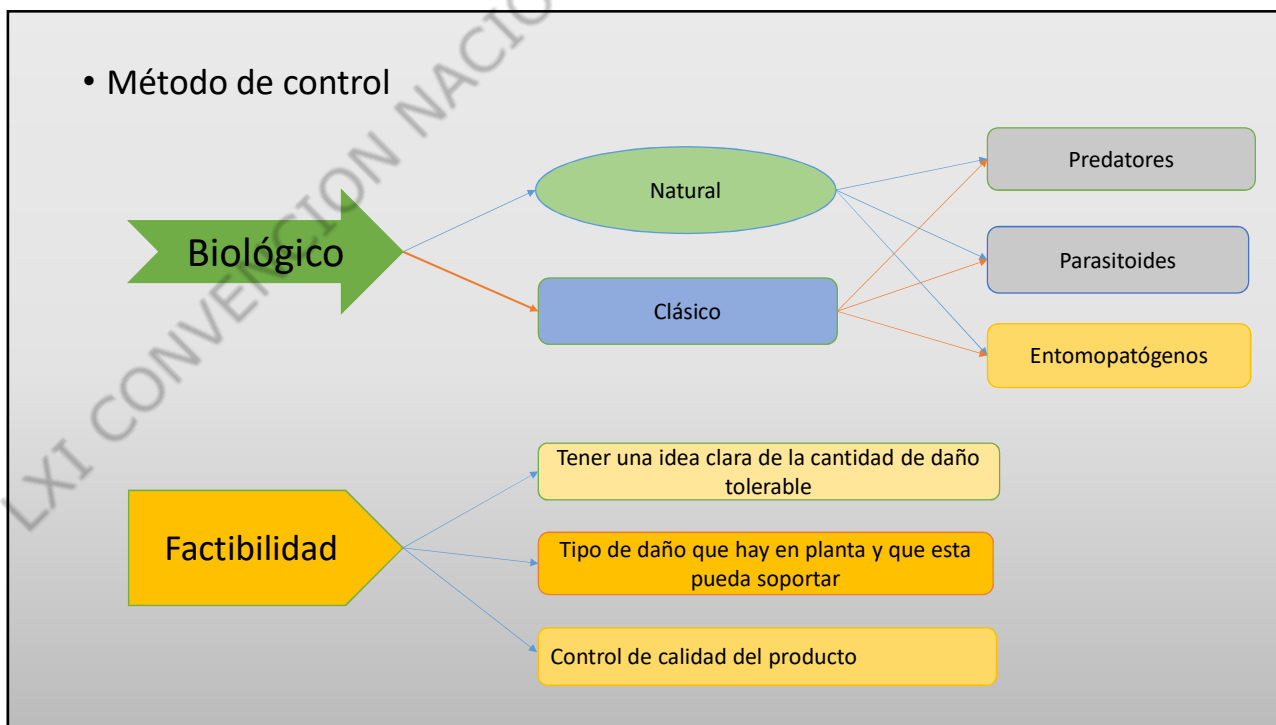 • Método de control
Biológico
Natural
Clásico
Predatores
Parasitoides
Entomopatógenos
Factibilidad
Tener una idea clara de la cantidad de daño
tolerable
Tipo de daño que hay en planta y que esta
pueda soportar
Control de calidad del producto
LXI CONVENCION